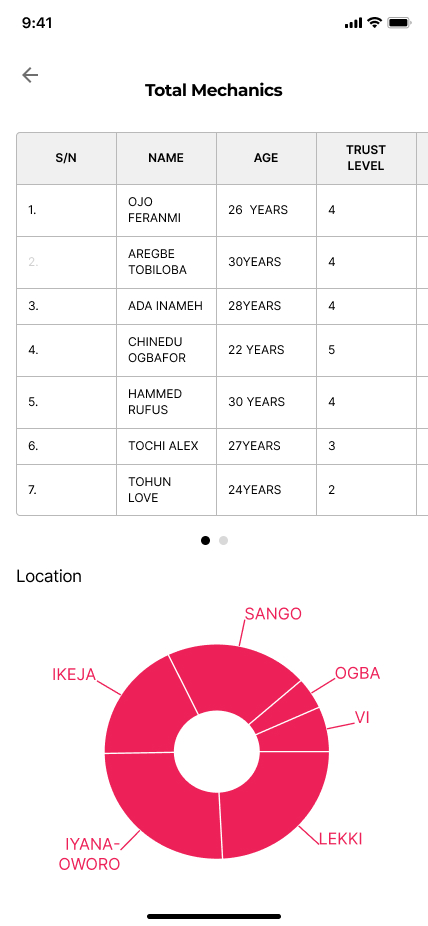 9:41
Total Mechanics
S/N NAME AGE TRUST
LEVEL
1. OJO
FERANMI 26 YEARS 4
2. AREGBE
TOBILOBA 30YEARS 4
3. ADA INAMEH 28YEARS 4
4. CHINEDU
OGBAFOR 22 YEARS 5
5. HAMMED
RUFUS 30 YEARS 4
6. TOCHI ALEX 27YEARS 3
7. TOHUN
LOVE 24YEARS 2
Location
SANGO
IKEJA
OGBA
VI
LEKKI
IYANA-
OWORO